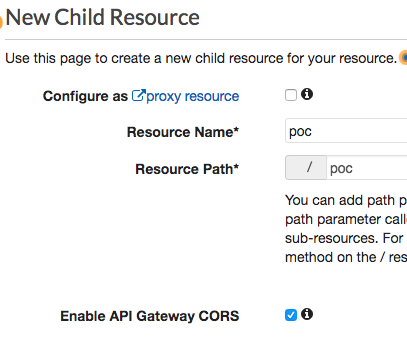 New Child Resource
Use this page to create a new child resource for your resource.
Configure as proxy resource
Resource Name* poc
Resource Path* / poc
You can add path p
path parameter call
sub-resources. For
method on the / res
Enable API Gateway CORS